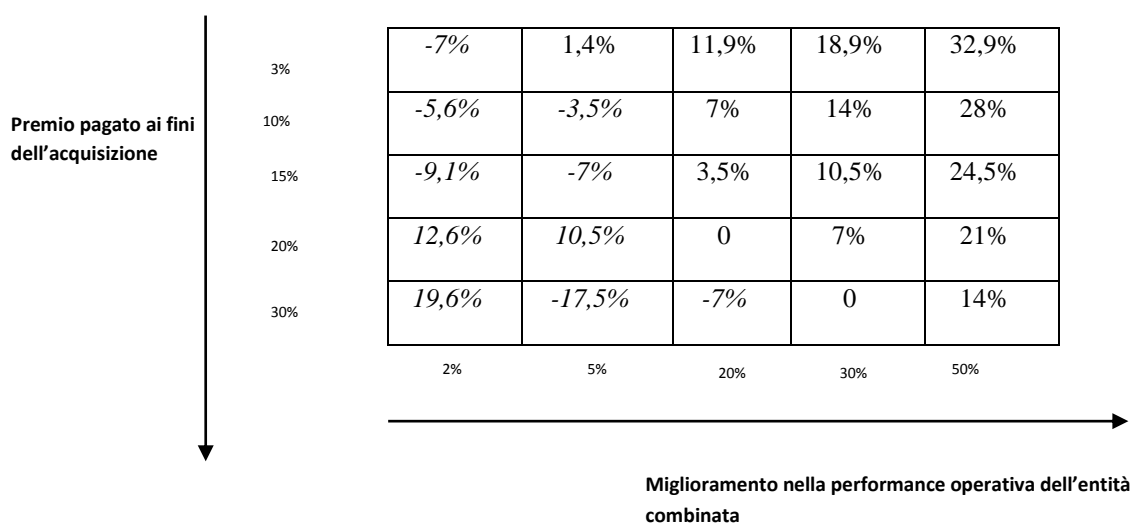 -7% 1,4% 11,9% 18,9% 32,9%
3%
Premio pagato ai fini
dell'acquisizione
10% -5,6% -3,5% 7% 14% 28%
15% -9,1% -7% 3,5% 10,5% 24,5%
20% 12,6% 10,5% 0 7% 21%
30% 19,6% -17,5% -7% 0 14%
2% 5% 20% 30% 50%
Miglioramento nella performance operativa dell'entità
combinata